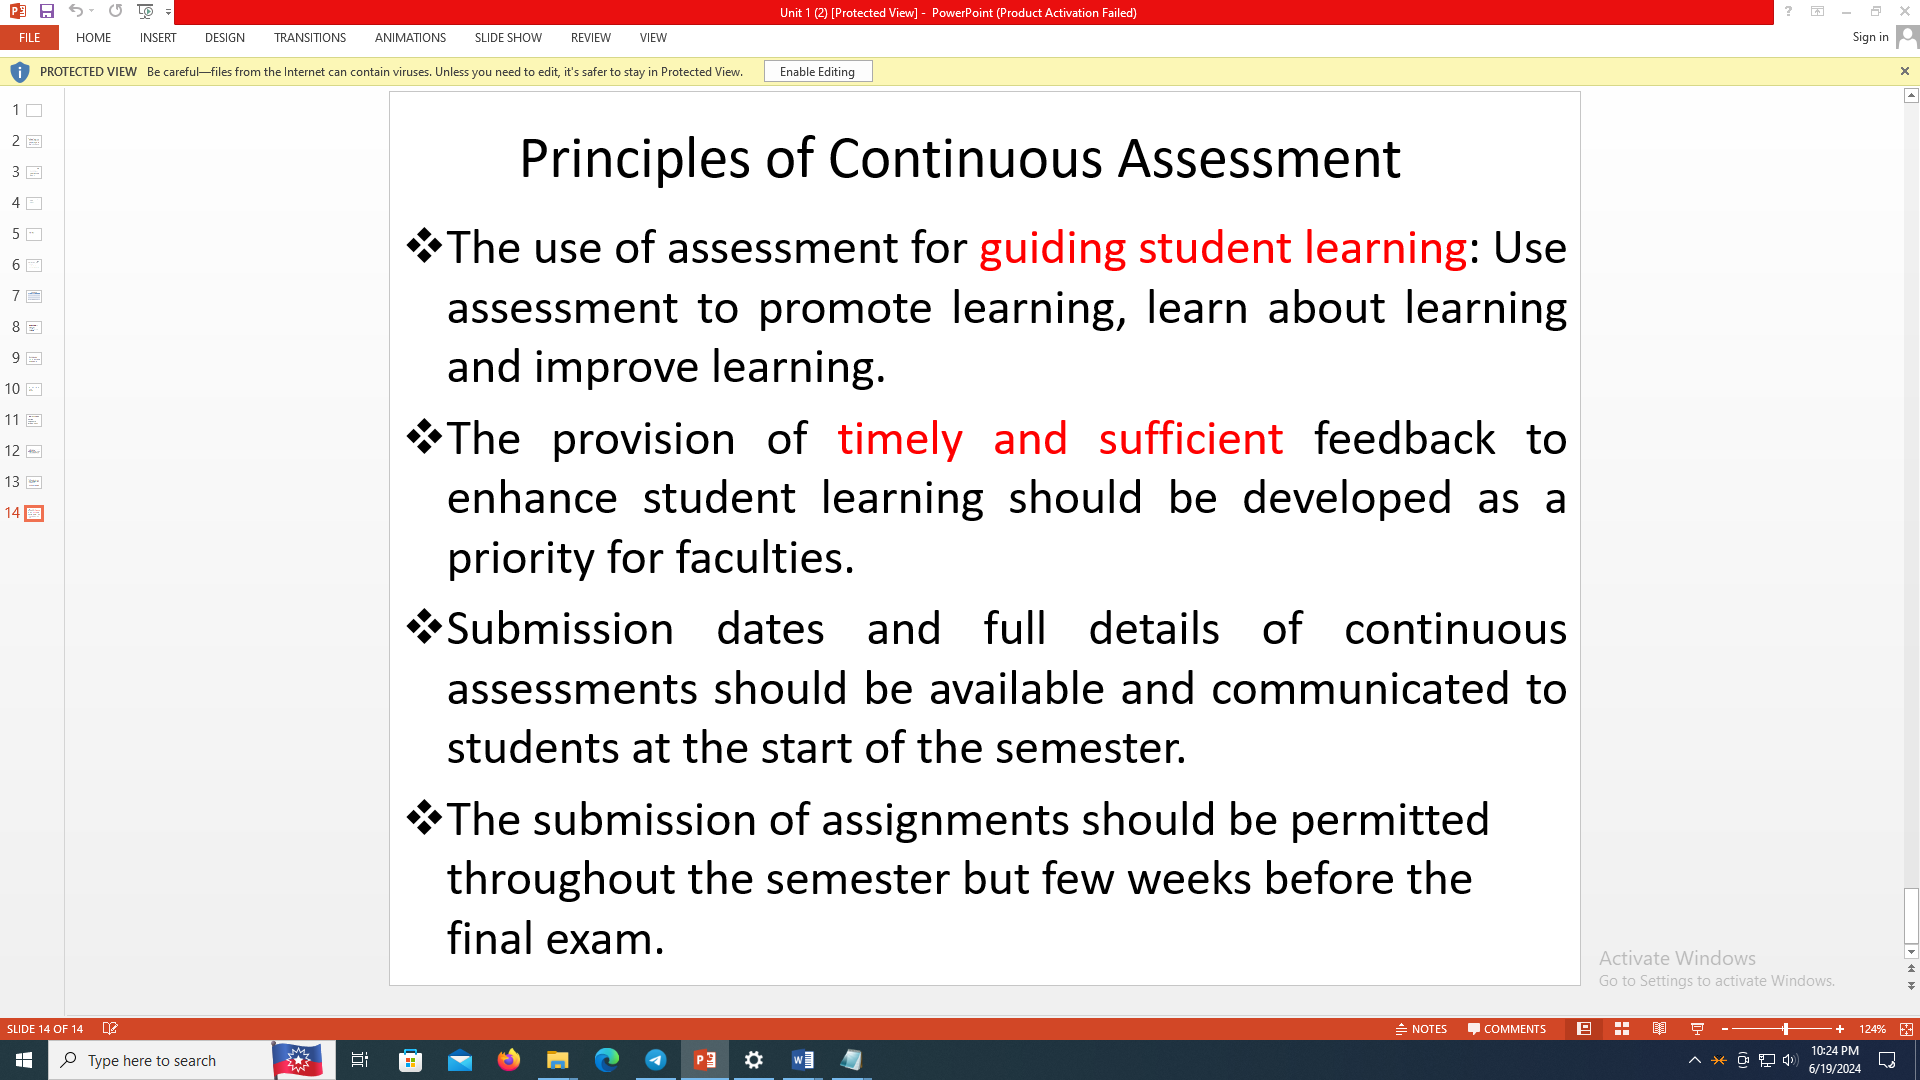 Unit 1 (2) [Protected View] - PowerPoint (Product Activation Failed)
FILE HOME INSERT DESIGN TRANSITIONS ANIMATIONS SLIDE SHOW REVIEW VIEW Sign in
PROTECTED VIEW Be careful—files from the Internet can contain viruses. Unless you need to edit, it's safer to stay in Protected View. Enable Editing
1
2
3
4
5
6
7
8
9
10
11
12
13
14
Principles of Continuous Assessment
❖The use of assessment for guiding student learning: Use
assessment to promote learning, learn about learning
and improve learning.
❖The provision of timely and sufficient feedback to
enhance student learning should be developed as a
priority for faculties.
❖Submission dates and full details of continuous
assessments should be available and communicated to
students at the start of the semester.
❖The submission of assignments should be permitted
throughout the semester but few weeks before the
final exam.
Activate Windows
Go to Settings to activate Windows.
SLIDE 14 OF 14 NOTES COMMENTS 124%
Type here to search
10:24 PM
6/19/2024